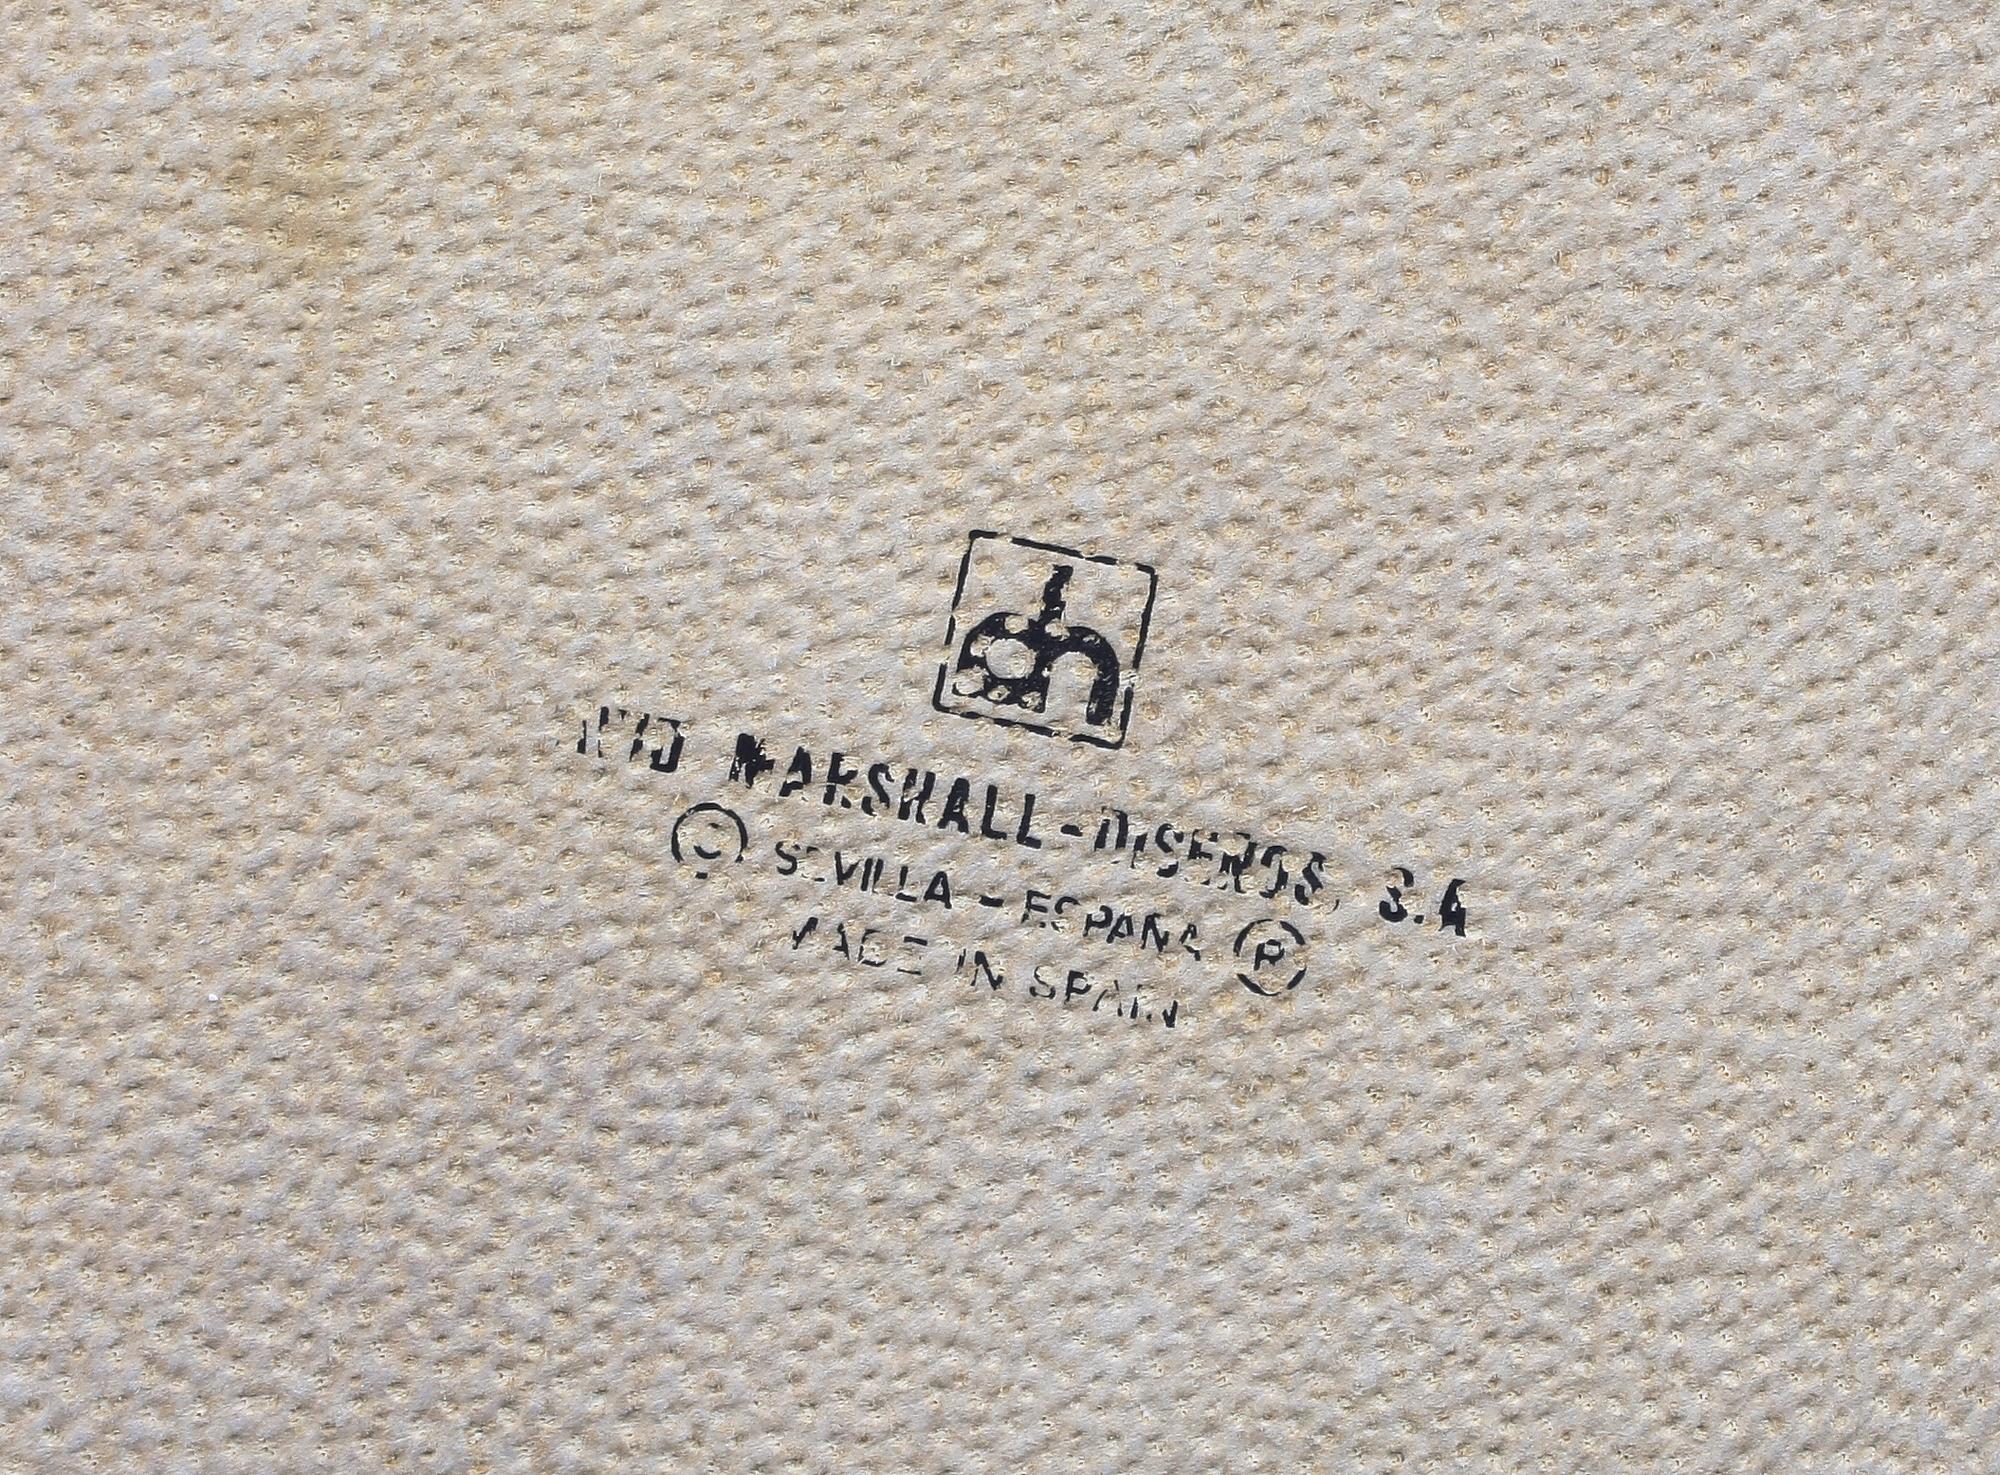 MARSHALL-DISEÑOS, S.A
© SEVILLA - ESPAÑA ®
MADE IN SPAIN